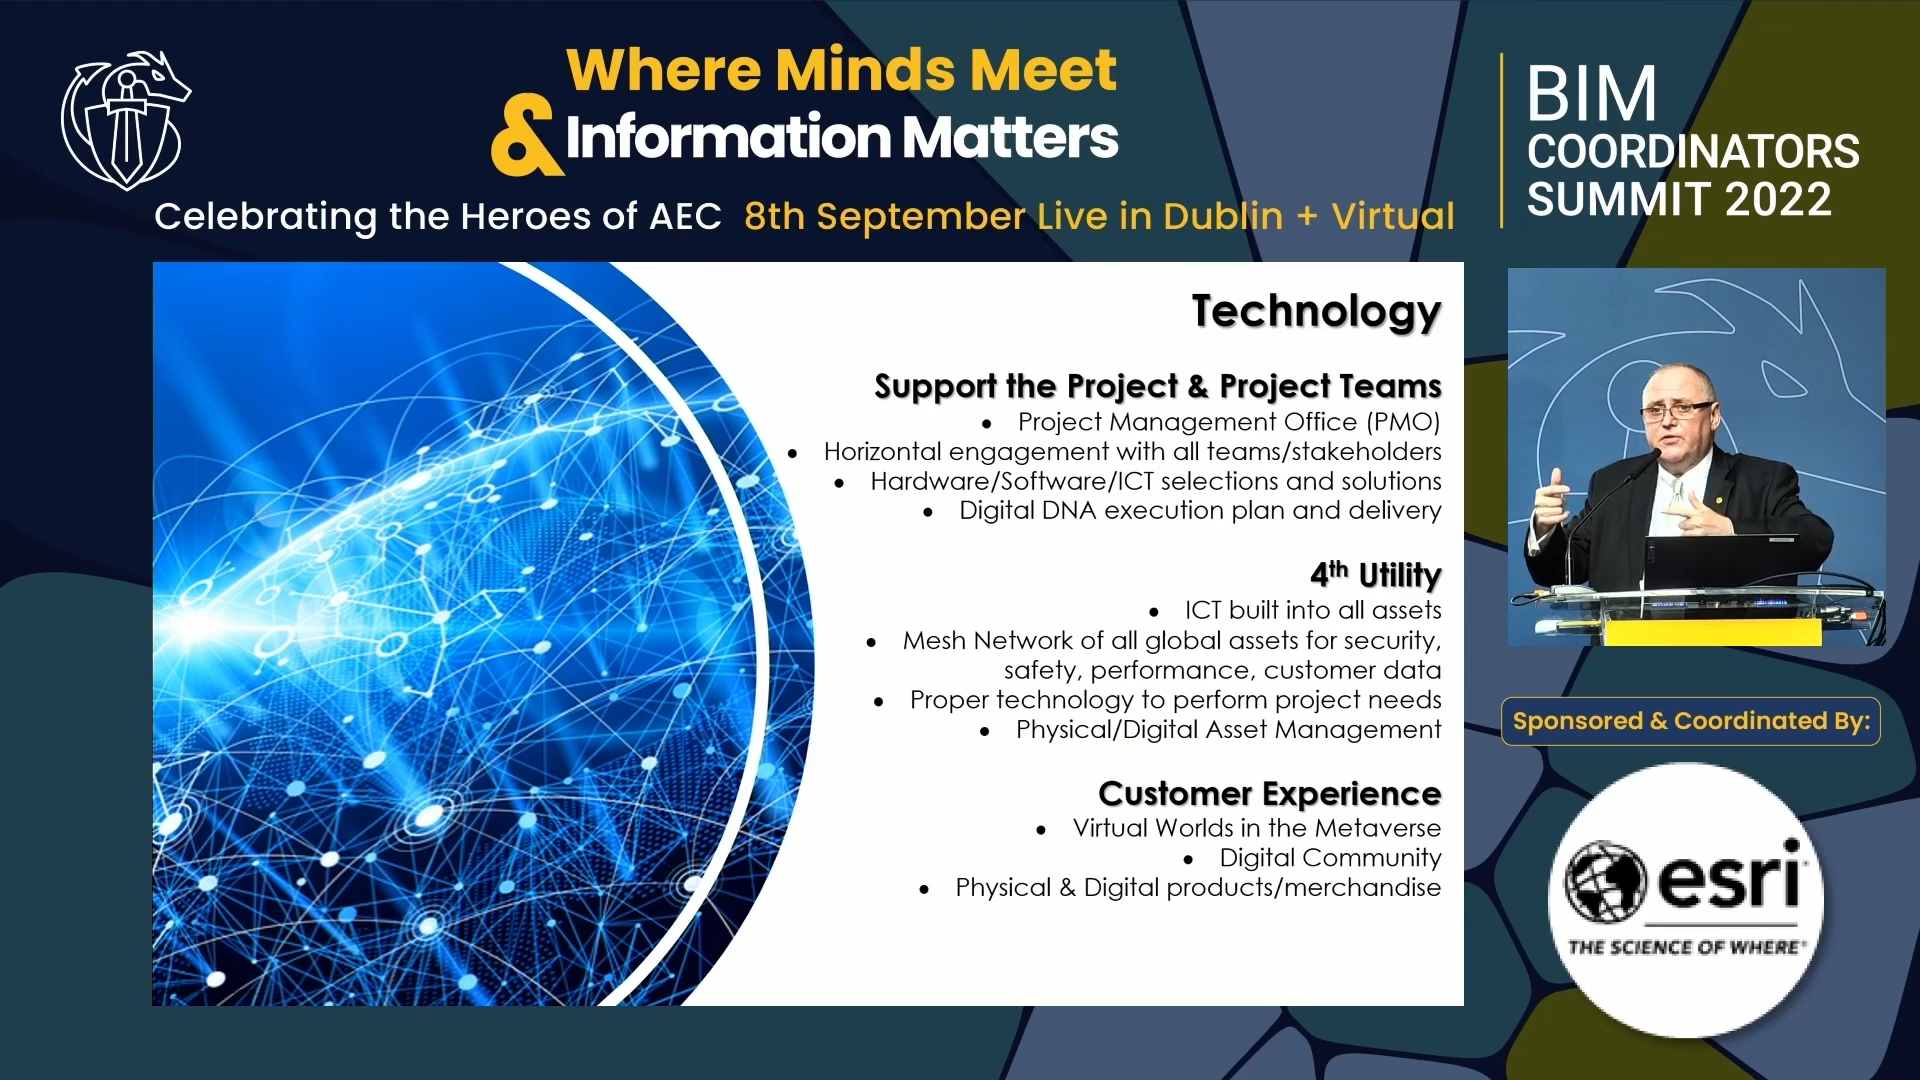 Where Minds Meet
& Information Matters
Celebrating the Heroes of AEC 8th September Live in Dublin + Virtual
BIM
COORDINATORS
SUMMIT 2022
Technology
Support the Project & Project Teams
• Project Management Office (PMO)
• Horizontal engagement with all teams/stakeholders
• Hardware/Software/ICT selections and solutions
• Digital DNA execution plan and delivery
4th Utility
• ICT built into all assets
• Mesh Network of all global assets for security,
safety, performance, customer data
• Proper technology to perform project needs
• Physical/Digital Asset Management
Customer Experience
• Virtual Worlds in the Metaverse
• Digital Community
• Physical & Digital products/merchandise
Sponsored & Coordinated By:
esri
THE SCIENCE OF WHERE®